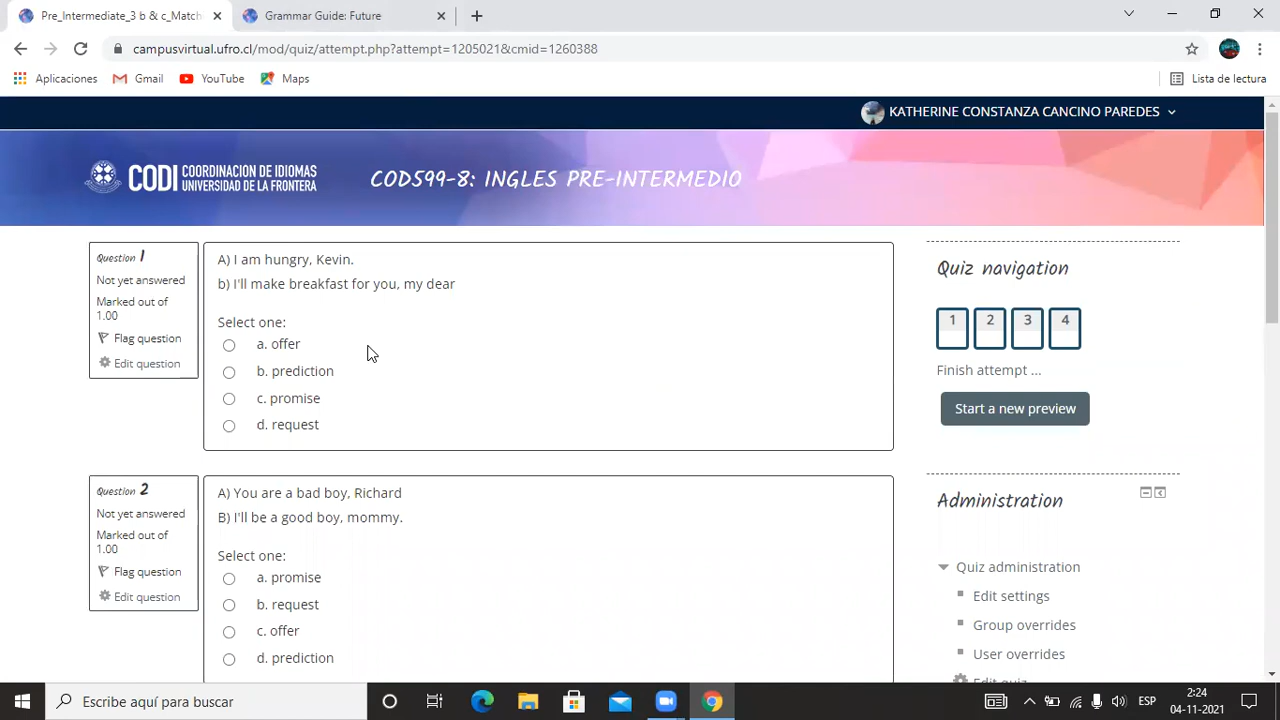 Pre_Intermediate_3 b & c_Match
Grammar Guide: Future
campusvirtual.ufro.cl/mod/quiz/attempt.php?attempt=1205021&cmid=1260388
Aplicaciones
Gmail
YouTube
Maps
Lista de lectura
KATHERINE CONSTANZA CANCINO PAREDES
CODI COORDINACION DE IDIOMAS
UNIVERSIDAD DE LA FRONTERA
CODS99-8: INGLES PRE-INTERMEDIO
Question 1
Not yet answered
Marked out of
1.00
Flag question
Edit question
A) I am hungry, Kevin.
b) I'll make breakfast for you, my dear
Select one:
a. offer
b. prediction
c. promise
d. request
Question 2
Not yet answered
Marked out of
1.00
Flag question
Edit question
A) You are a bad boy, Richard
B) I'll be a good boy, mommy.
Select one:
a. promise
b. request
c. offer
d. prediction
Quiz navigation
1 2 3 4
Finish attempt ...
Start a new preview
Administration
Quiz administration
Edit settings
Group overrides
User overrides
Edit quiz
Escribe aquí para buscar
ESP
2:24
04-11-2021